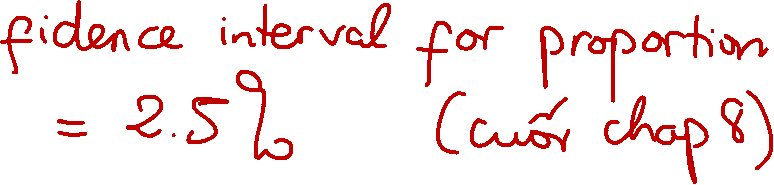 fidence interval for proportion
= 2.5% (cuối chap 8)